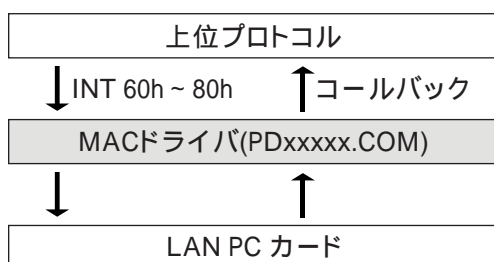 上位プロトコル
INT 60h ~ 80h
コールバック
MACドライバ(PDxxxxx.COM)
LAN PC カード